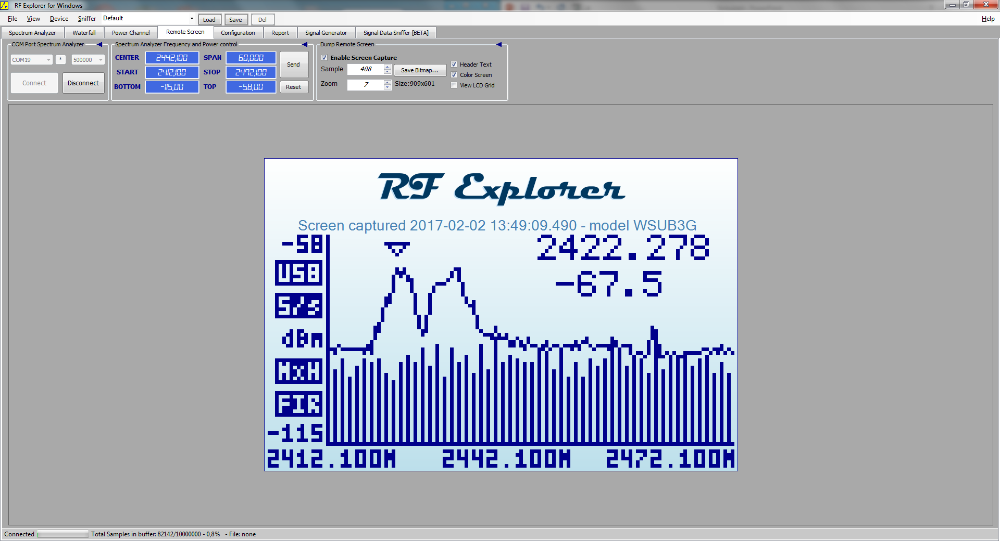 RF Explorer for Windows
File View Device Sniffer Default Load Save Del Help
Spectrum Analyzer Waterfall Power Channel Remote Screen Configuration Report Signal Generator Signal Data Sniffer [BETA]
COM Port Spectrum Analyzer
COM19 * 500000
Connect Disconnect
Spectrum Analyzer Frequency and Power control
CENTER 2442,100 SPAN 60,000 Send
START 2412,100 STOP 2472,100
BOTTOM -115,00 TOP -58,00 Reset
Dump Remote Screen
Enable Screen Capture
Sample 408 Save Bitmap... Header Text
Color Screen
Zoom 7 Size:909x601 View LCD Grid
RF Explorer
Screen captured 2017-02-02 13:49:09.490 - model WSUB3G
-58 2422.278
USB -67.5
dBm
FIR
-115
2412.100M 2442.100M 2472.100M
Connected Total Samples in buffer: 82142/10000000 - 0,8% - File: none